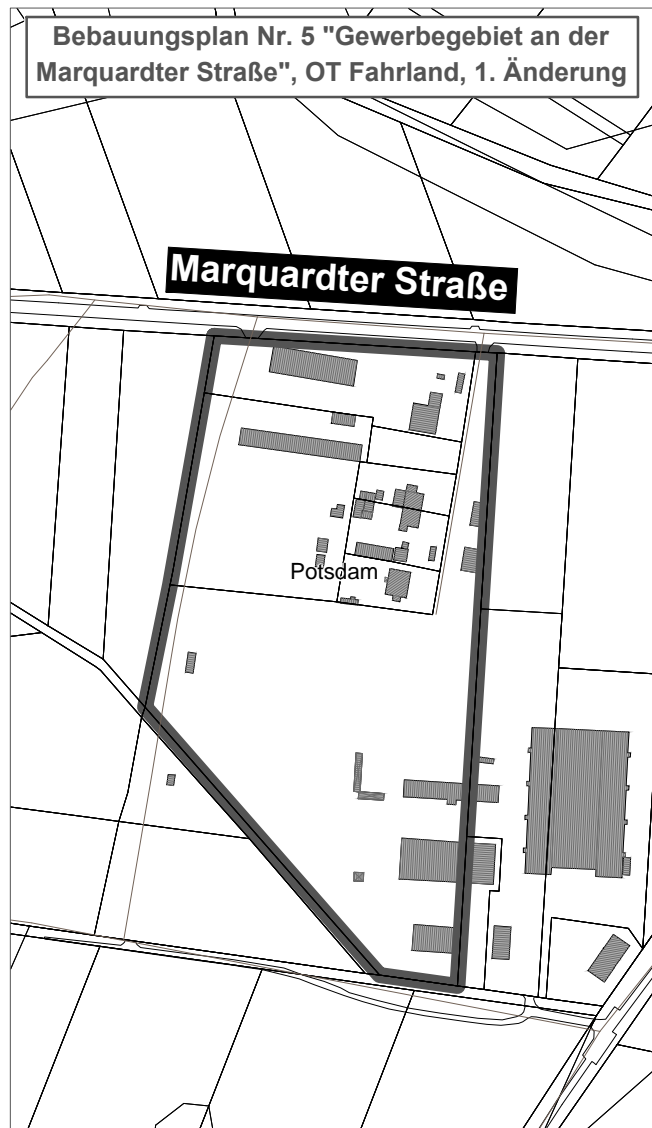 Bebauungsplan Nr. 5 "Gewerbegebiet an der
Marquardter Straße", OT Fahrland, 1. Änderung
Marquardter Straße
Potsdam